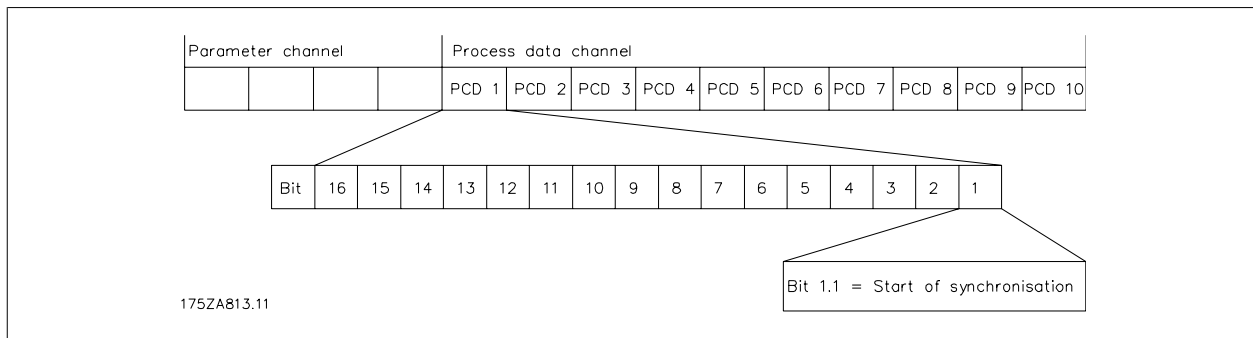 Parameter channel Process data channel
PCD 1 PCD 2 PCD 3 PCD 4 PCD 5 PCD 6 PCD 7 PCD 8 PCD 9 PCD 10
Bit 16 15 14 13 12 11 10 9 8 7 6 5 4 3 2 1
Bit 1.1 = Start of synchronisation
175ZA813.11